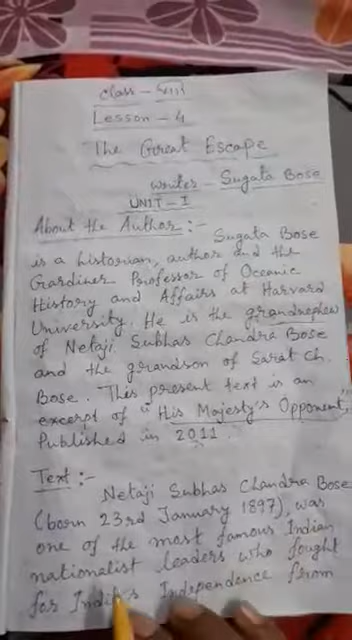 Class - VIII
Lesson - 4
The Great Escape
writes - Sugata Bose
UNIT - I
About the Author :-
Sugata Bose
is a historian, author and the
Gardiner Professor of Oceanic
History and Affairs at Harvard
University. He is the grandnephew
of Netaji Subhas Chandra Bose
and the grandson of Sarat Ch.
Bose. This present text is an
excerpt of "His Majesty's Opponent",
Published in 2011.
Text :-
Netaji Subhas Chandra Bose
(born 23rd January 1897), was
one of the most famous Indian
nationalist leaders who fought
for India's Independence from